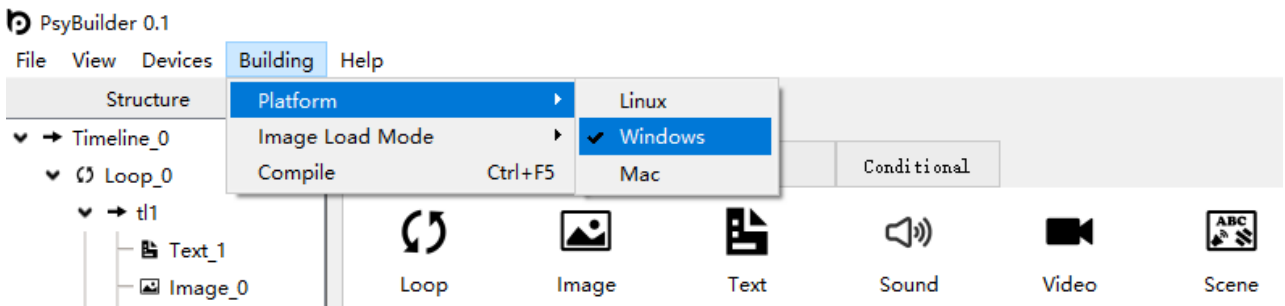 PsyBuilder 0.1
File View Devices Building Help
Structure Platform Linux
Timeline_0 Image Load Mode Windows
Loop_0 Compile Ctrl+F5 Mac Conditional
tl1
Text_1
Image_0
ABC
Loop Image Text Sound Video Scene